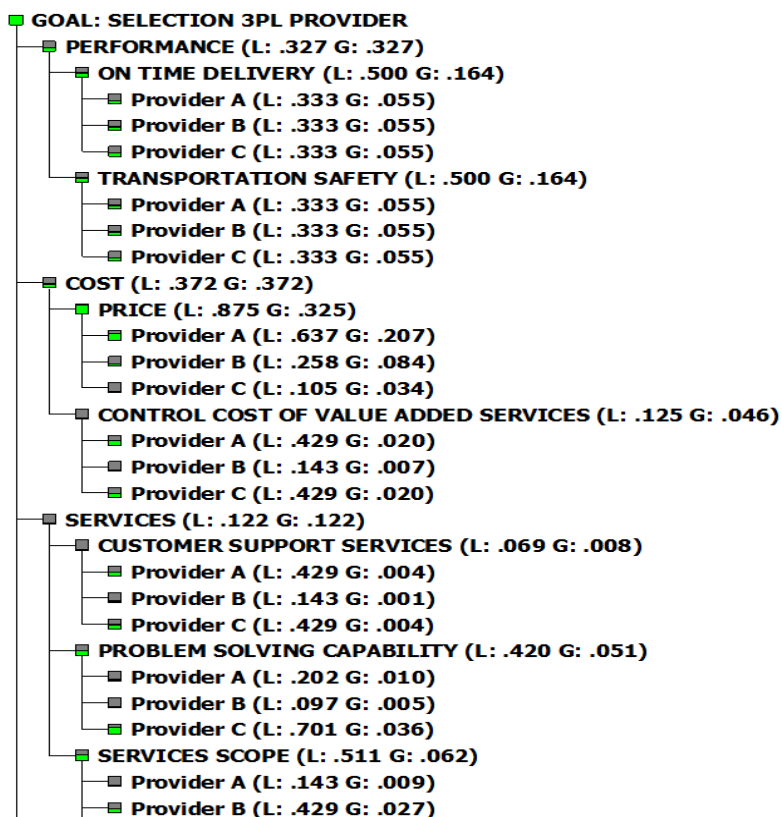 GOAL: SELECTION 3PL PROVIDER
PERFORMANCE (L: .327 G: .327)
ON TIME DELIVERY (L: .500 G: .164)
Provider A (L: .333 G: .055)
Provider B (L: .333 G: .055)
Provider C (L: .333 G: .055)
TRANSPORTATION SAFETY (L: .500 G: .164)
Provider A (L: .333 G: .055)
Provider B (L: .333 G: .055)
Provider C (L: .333 G: .055)
COST (L: .372 G: .372)
PRICE (L: .875 G: .325)
Provider A (L: .637 G: .207)
Provider B (L: .258 G: .084)
Provider C (L: .105 G: .034)
CONTROL COST OF VALUE ADDED SERVICES (L: .125 G: .046)
Provider A (L: .429 G: .020)
Provider B (L: .143 G: .007)
Provider C (L: .429 G: .020)
SERVICES (L: .122 G: .122)
CUSTOMER SUPPORT SERVICES (L: .069 G: .008)
Provider A (L: .429 G: .004)
Provider B (L: .143 G: .001)
Provider C (L: .429 G: .004)
PROBLEM SOLVING CAPABILITY (L: .420 G: .051)
Provider A (L: .202 G: .010)
Provider B (L: .097 G: .005)
Provider C (L: .701 G: .036)
SERVICES SCOPE (L: .511 G: .062)
Provider A (L: .143 G: .009)
Provider B (L: .429 G: .027)